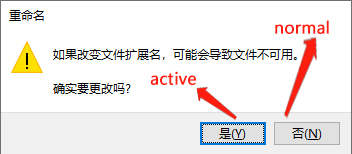 重命名
normal
如果改变文件扩展名，可能会导致文件不可用。
active
确实要更改吗?
是(Y)
否(N)